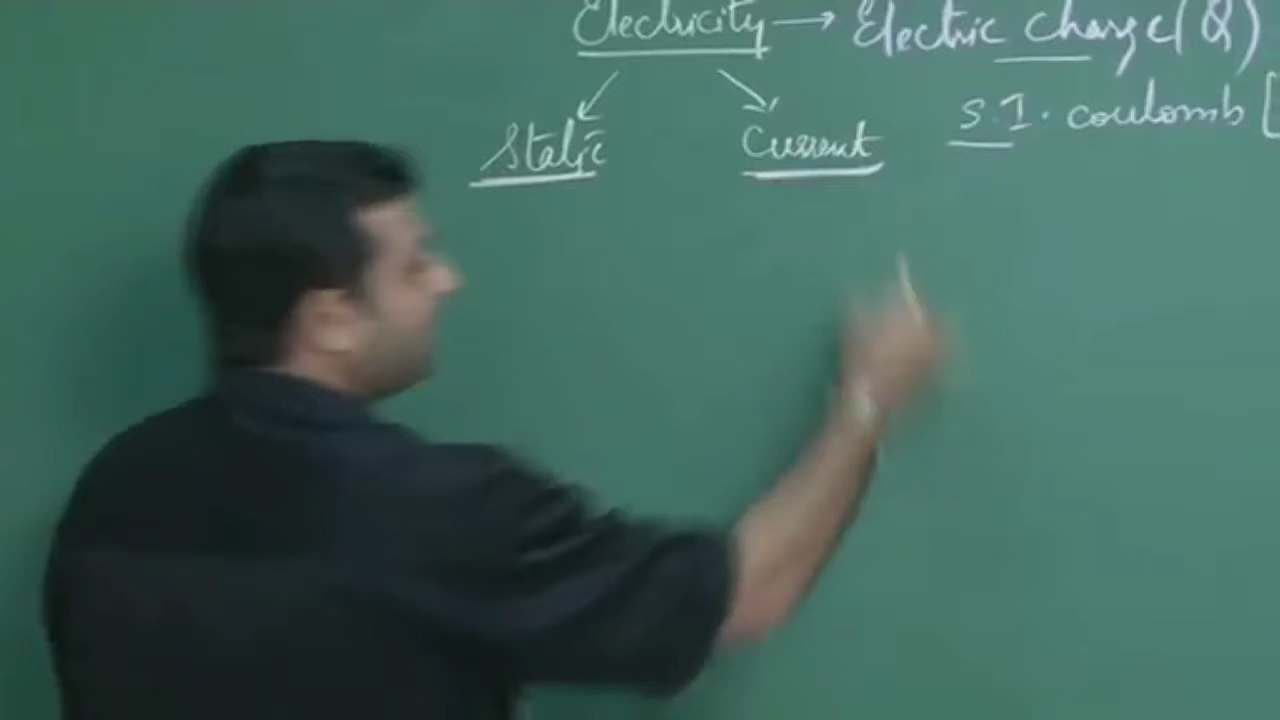 Electricity → Electric charge (Q)
Static Current S.I. coulomb [